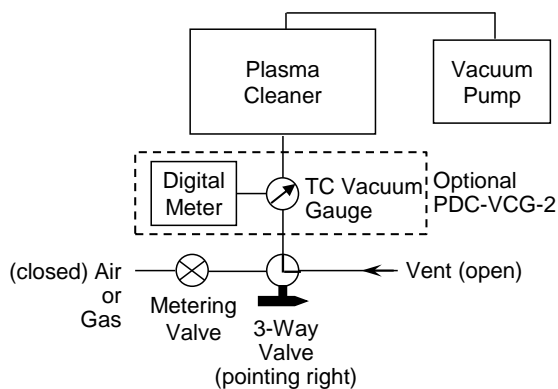 Plasma
Cleaner
Vacuum
Pump
Digital
Meter
TC Vacuum
Gauge
Optional
PDC-VCG-2
(closed) Air
or
Gas
Metering
Valve
3-Way
Valve
(pointing right)
Vent (open)